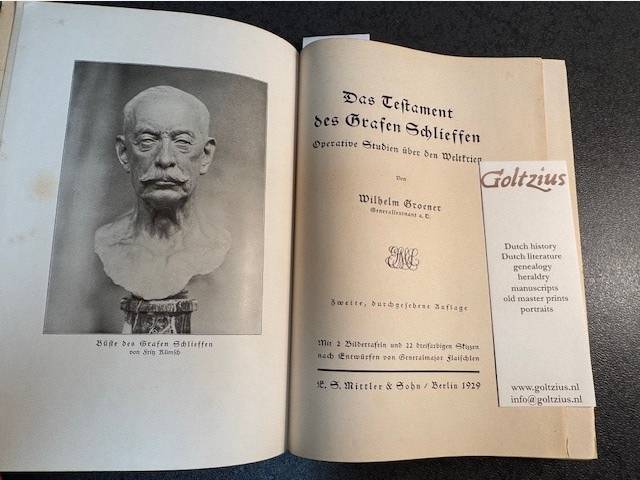 Büste des Grafen Schlieffen
von Fritz Klimsch
Das Testament
des Grafen Schlieffen
Operative Studien über den Weltkrieg
Von
Wilhelm Groener
Generalleutnant a. D.
Zweite, durchgesehene Auflage
Mit 2 Bildertafeln und 22 dreifarbigen Skizzen
nach Entwürfen von Generalmajor Flaischlen
E. S. Mittler & Sohn / Berlin 1929
Goltzius
Dutch history
Dutch literature
genealogy
heraldry
manuscripts
old master prints
portraits
www.goltzius.nl
info@goltzius.nl